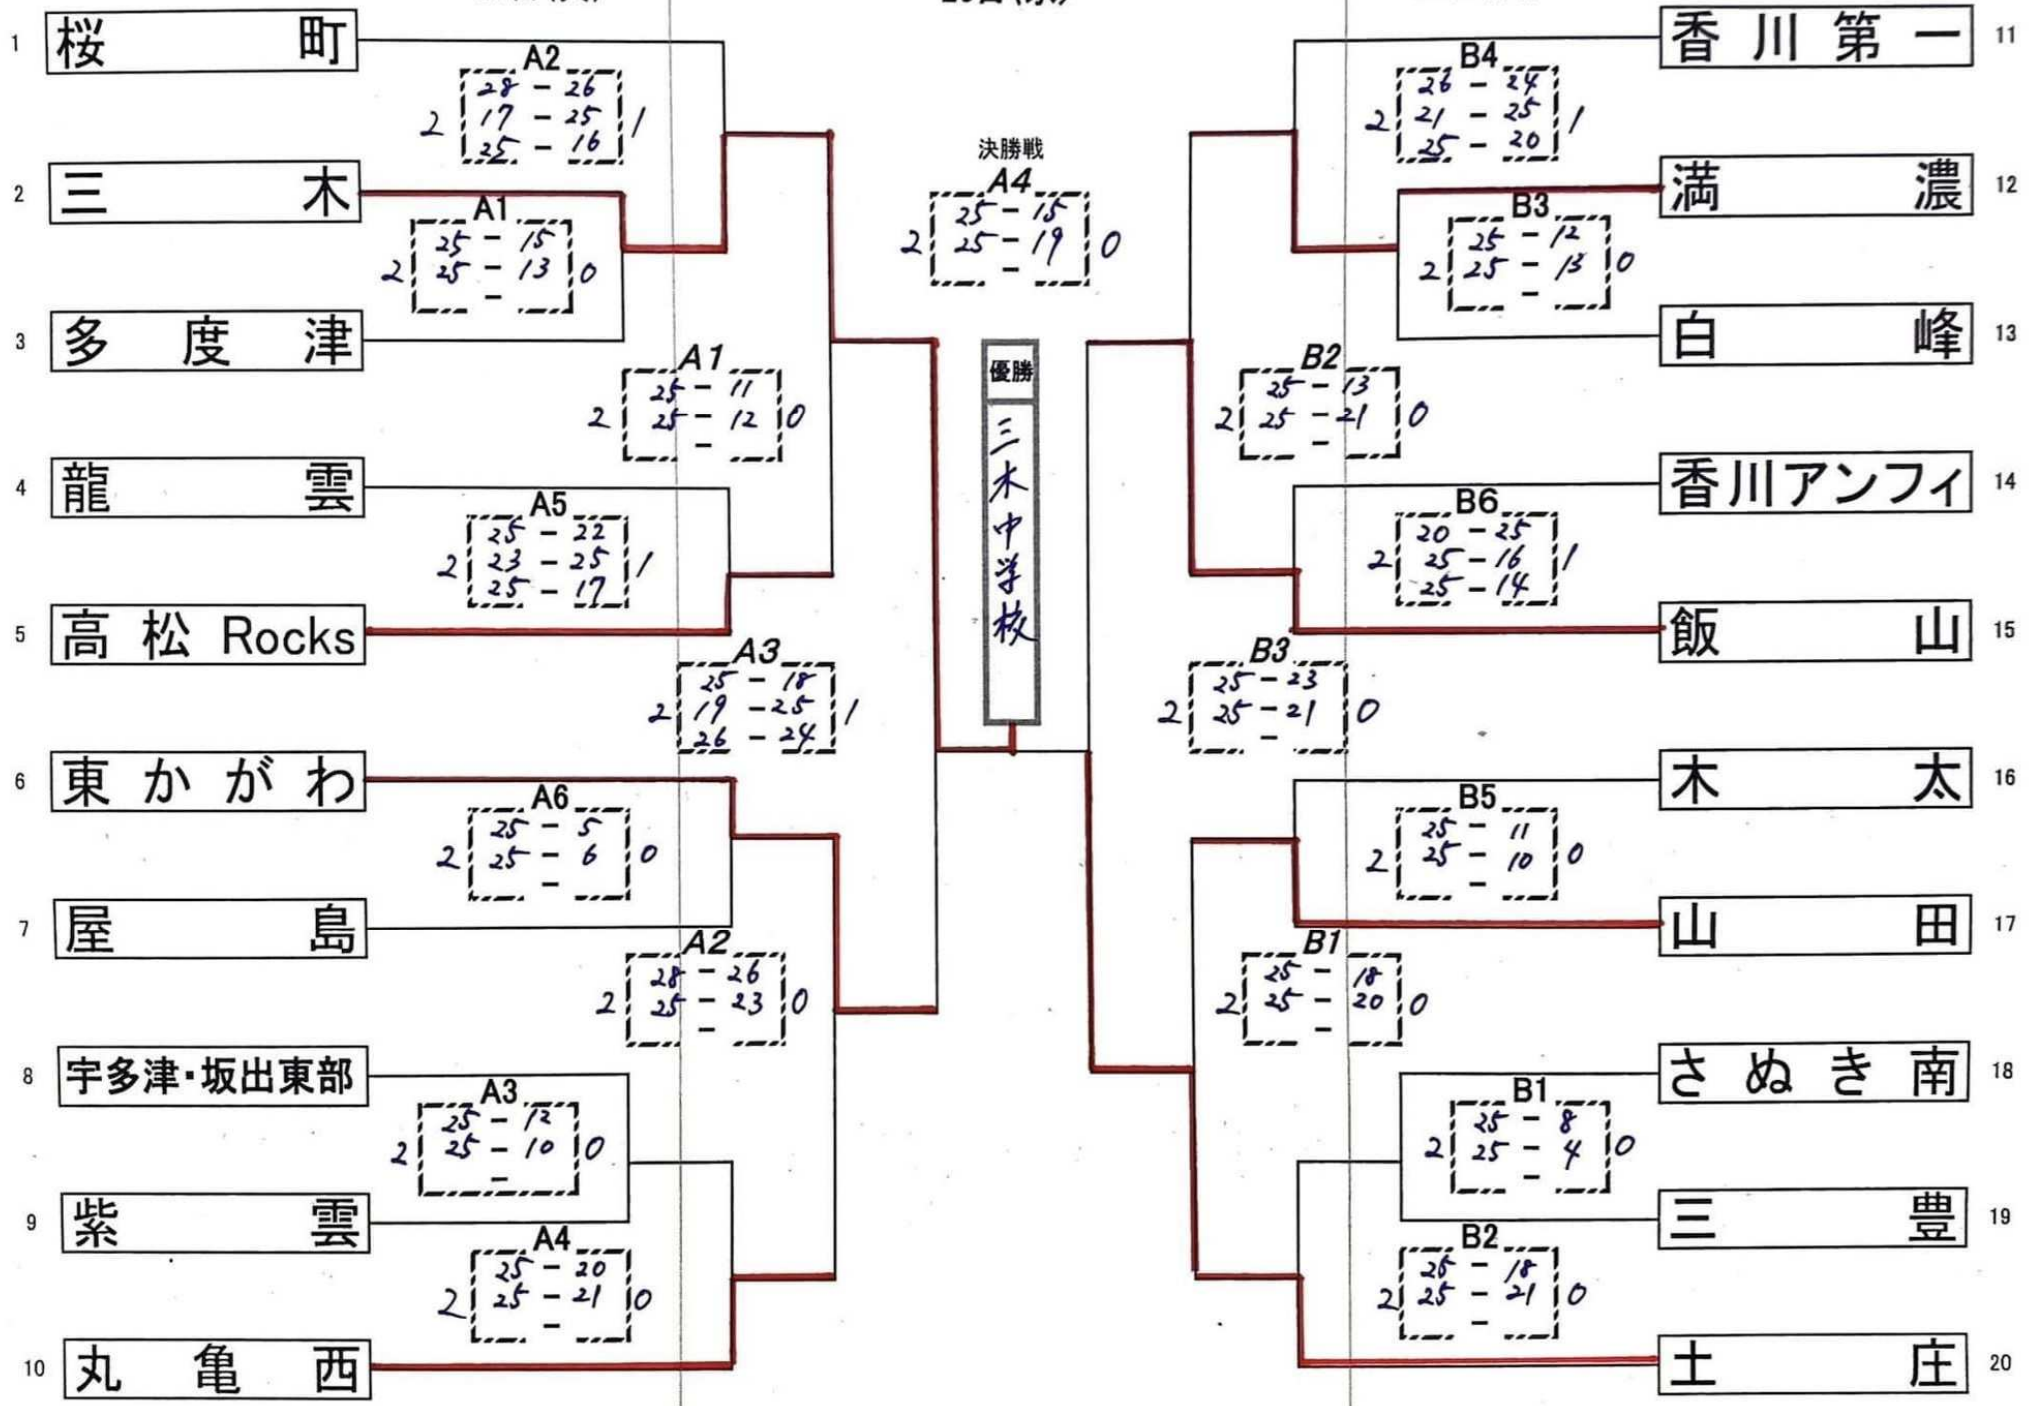 1 桜町
A2
28 - 26
2 17 - 25 1
25 - 16
2 三木
A1
25 - 15
2 25 - 13 0
-
3 多度津
A1
25 - 11
2 25 - 12 0
-
4 龍雲
A5
25 - 22
2 23 - 25 1
25 - 17
5 高松 Rocks
A3
25 - 18
2 19 - 25 1
26 - 24
6 東かがわ
A6
25 - 5
2 25 - 6 0
-
7 屋島
A2
28 - 26
2 25 - 23 0
-
8 宇多津・坂出東部
A3
25 - 12
2 25 - 10 0
-
9 紫雲
A4
25 - 20
2 25 - 21 0
-
10 丸亀西
決勝戦
A4
25 - 15
2 25 - 19 0
-
優勝
三木中学校
香川第一 11
B4
26 - 24
2 21 - 25 1
25 - 20
満濃 12
B3
25 - 12
2 25 - 13 0
-
白峰 13
B2
25 - 13
2 25 - 21 0
-
香川アンフィ 14
B6
20 - 25
2 25 - 16 1
25 - 14
飯山 15
B3
25 - 23
2 25 - 21 0
-
木太 16
B5
25 - 11
2 25 - 10 0
-
山田 17
B1
25 - 18
2 25 - 20 0
-
さぬき南 18
B1
25 - 8
2 25 - 4 0
-
三豊 19
B2
25 - 18
2 25 - 21 0
-
土庄 20